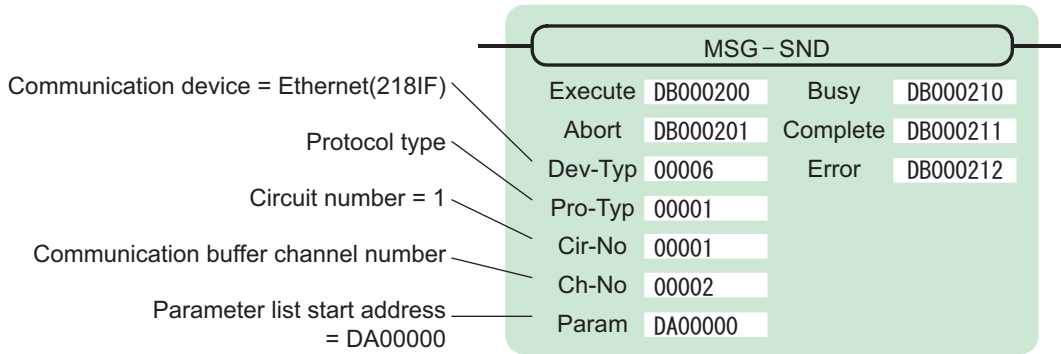 MSG-SND
Communication device = Ethernet(218IF)
Execute DB000200 Busy DB000210
Protocol type
Abort DB000201 Complete DB000211
Dev-Typ 00006 Error DB000212
Circuit number = 1
Pro-Typ 00001
Cir-No 00001
Communication buffer channel number
Ch-No 00002
Parameter list start address
= DA00000
Param DA00000